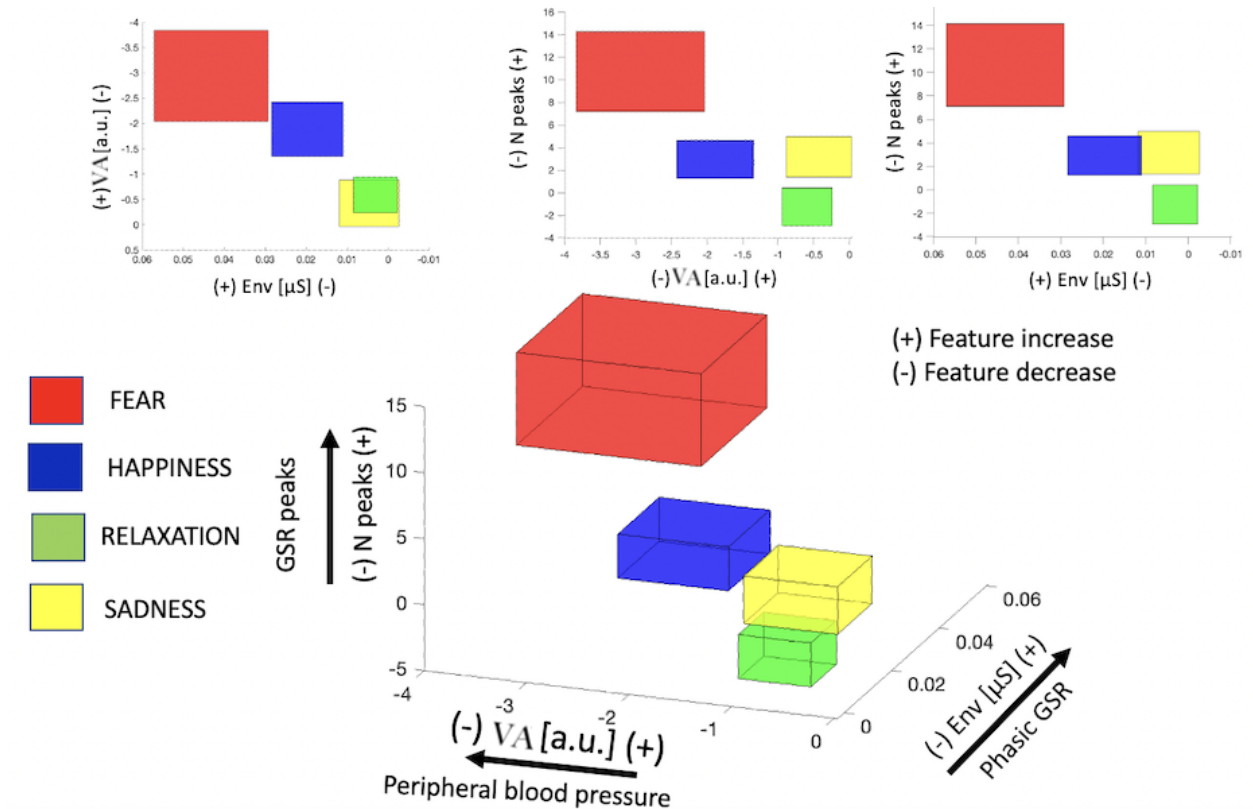 -4
-3.5
-3
-2.5
-2
-1.5
-1
-0.5
0
0.5
(+)VA[a.u.] (-)
0.06 0.05 0.04 0.03 0.02 0.01 0 -0.01
(+) Env [µS] (-)
16
14
12
10
8
6
4
2
0
-2
-4
(-) N peaks (+)
-4 -3.5 -3 -2.5 -2 -1.5 -1 -0.5 0
(-)VA[a.u.] (+)
14
12
10
8
6
4
2
0
-2
-4
(-) N peaks (+)
0.06 0.05 0.04 0.03 0.02 0.01 0 -0.01
(+) Env [µS] (-)
(+) Feature increase
(-) Feature decrease
FEAR
HAPPINESS
RELAXATION
SADNESS
GSR peaks
(-) N peaks (+)
15
10
5
0
-5
-4
-3
-2
-1
0
(-) VA [a.u.] (+)
Peripheral blood pressure
0
0.02
0.04
0.06
(-) Env [µS] (+)
Phasic GSR